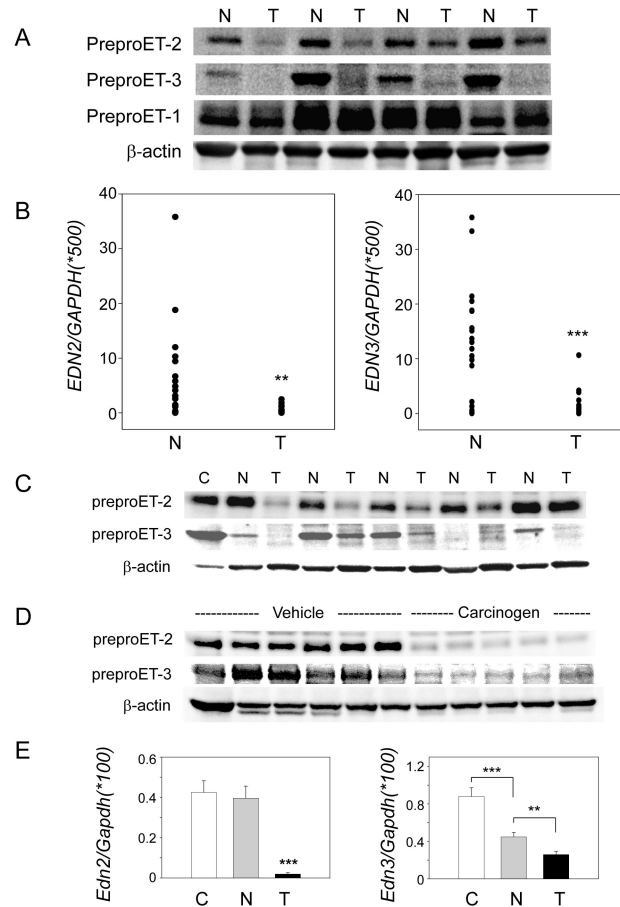 A
N T N T N T N T
PreproET-2
PreproET-3
PreproET-1
β-actin
B
EDN2/GAPDH(*500)
40
30
20
10
0
**
N T
EDN3/GAPDH(*500)
40
30
20
10
0
***
N T
C
C N T N T N T N T N T
preproET-2
preproET-3
β-actin
D
----------- Vehicle ----------- ------- Carcinogen ------
preproET-2
preproET-3
β-actin
E
Edn2/Gapdh(*100)
0.6
0.4
0.2
0
***
C N T
Edn3/Gapdh(*100)
1.2
0.8
0.4
0
***
**
C N T